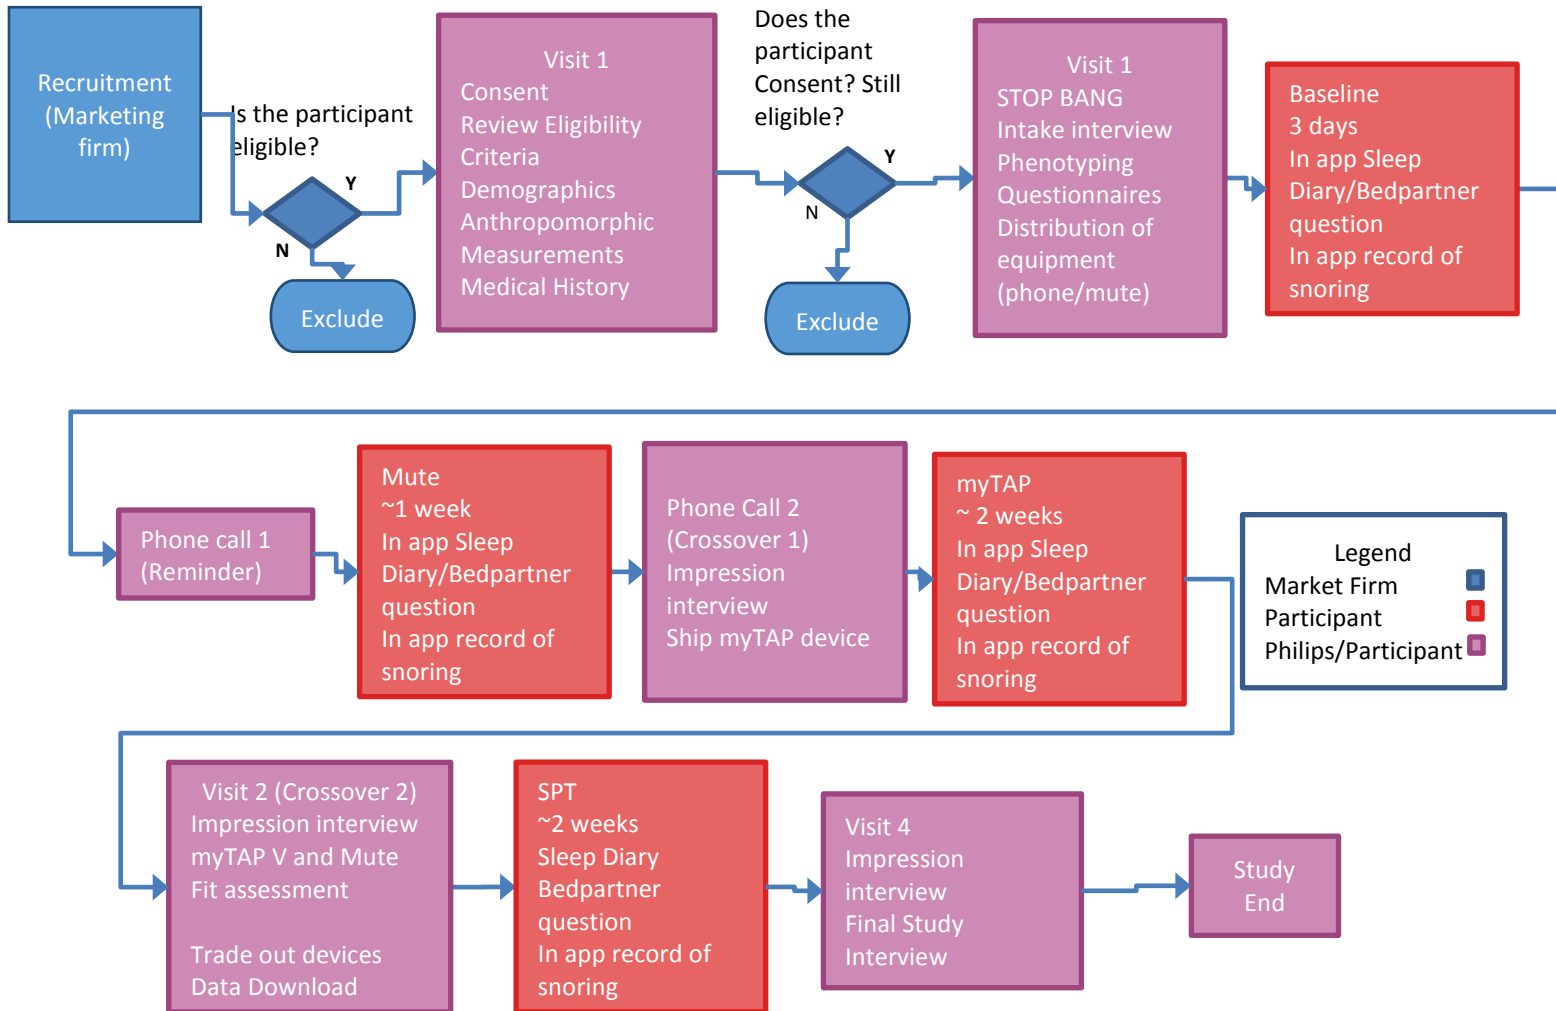 Recruitment
(Marketing
firm)
Is the participant
eligible?
Y
N
Exclude
Visit 1
Consent
Review Eligibility
Criteria
Demographics
Anthropomorphic
Measurements
Medical History
Does the
participant
Consent? Still
eligible?
Y
N
Exclude
Visit 1
STOP BANG
Intake interview
Phenotyping
Questionnaires
Distribution of
equipment
(phone/mute)
Baseline
3 days
In app Sleep
Diary/Bedpartner
question
In app record of
snoring
Phone call 1
(Reminder)
Mute
~1 week
In app Sleep
Diary/Bedpartner
question
In app record of
snoring
Phone Call 2
(Crossover 1)
Impression
interview
Ship myTAP device
myTAP
~ 2 weeks
In app Sleep
Diary/Bedpartner
question
In app record of
snoring
Legend
Market Firm
Participant
Philips/Participant
Visit 2 (Crossover 2)
Impression interview
myTAP V and Mute
Fit assessment
Trade out devices
Data Download
SPT
~2 weeks
Sleep Diary
Bedpartner
question
In app record of
snoring
Visit 4
Impression
interview
Final Study
Interview
Study
End